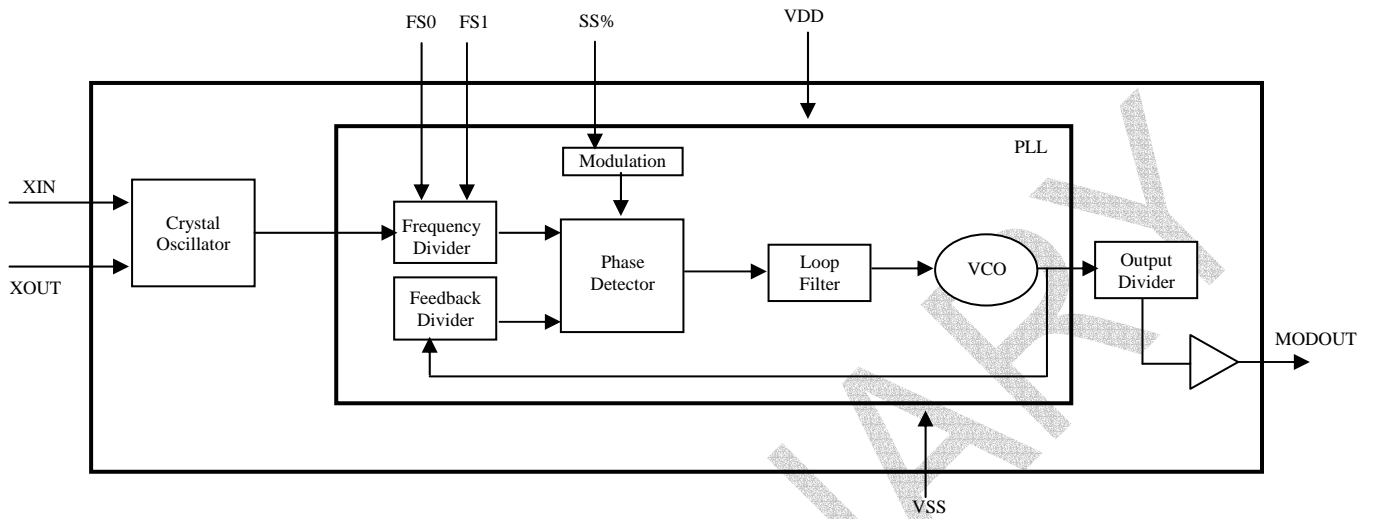 FS0 FS1 SS% VDD
PLL
Modulation
XIN
Crystal
Oscillator
Frequency
Divider
Phase
Detector
Loop
Filter
VCO
Output
Divider
XOUT
Feedback
Divider
MODOUT
VSS